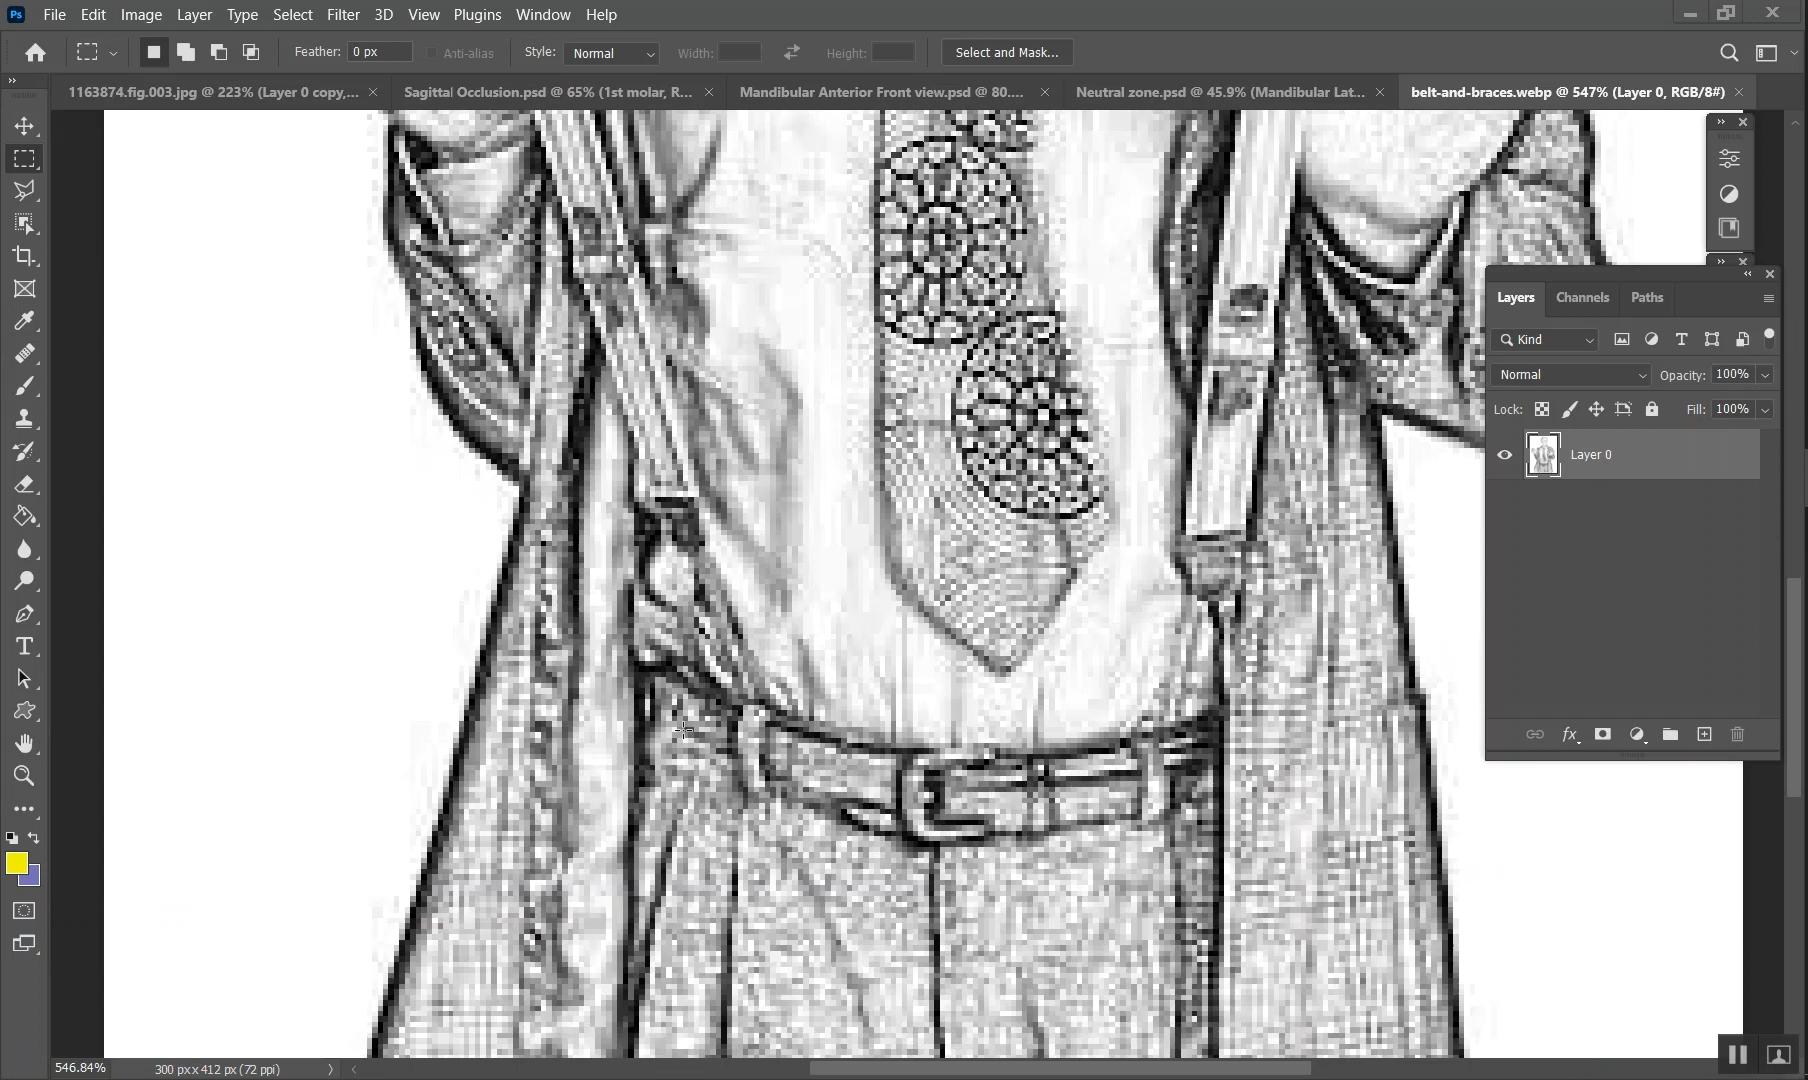 Ps File Edit Image Layer Type Select Filter 3D View Plugins Window Help
Feather: 0 px Anti-alias Style: Normal Width: Height: Select and Mask...
1163874.fig.003.jpg @ 223% (Layer 0 copy,... Sagittal Occlusion.psd @ 65% (1st molar, R... Mandibular Anterior Front view.psd @ 80.... Neutral zone.psd @ 45.9% (Mandibular Lat... belt-and-braces.webp @ 547% (Layer 0, RGB/8#)
Layers Channels Paths
Kind
Normal Opacity: 100%
Lock: Fill: 100%
Layer 0
fx
546.84% 300 px x 412 px (72 ppi)